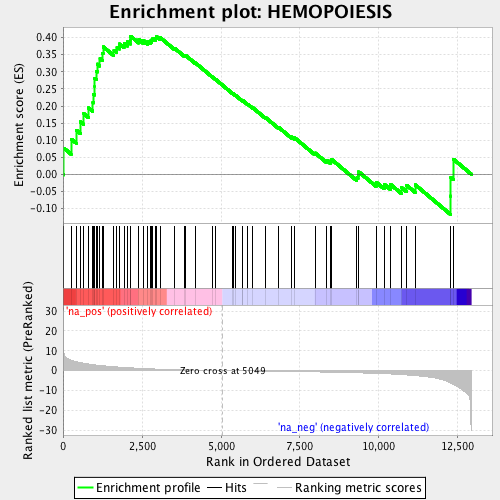 Enrichment plot: HEMOPOIESIS
Enrichment score (ES)
0.40
0.35
0.30
0.25
0.20
0.15
0.10
0.05
0.00
-0.05
-0.10
'na_pos' (positively correlated)
Ranked list metric (PreRanked)
30
20
10
0
-10
-20
-30
Zero cross at 5049
'na_neg' (negatively correlated)
0
2,500
5,000
7,500
10,000
12,500
Rank in Ordered Dataset
Enrichment profile
Hits
Ranking metric scores